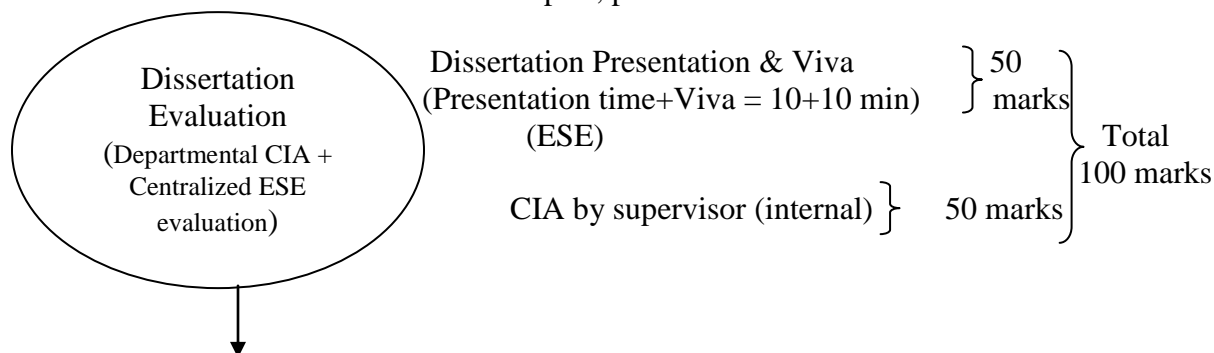 Dissertation
Evaluation
(Departmental CIA +
Centralized ESE
evaluation)
Dissertation Presentation & Viva
(Presentation time+Viva = 10+10 min)
(ESE)
50
marks
CIA by supervisor (internal)
50 marks
Total
100 marks